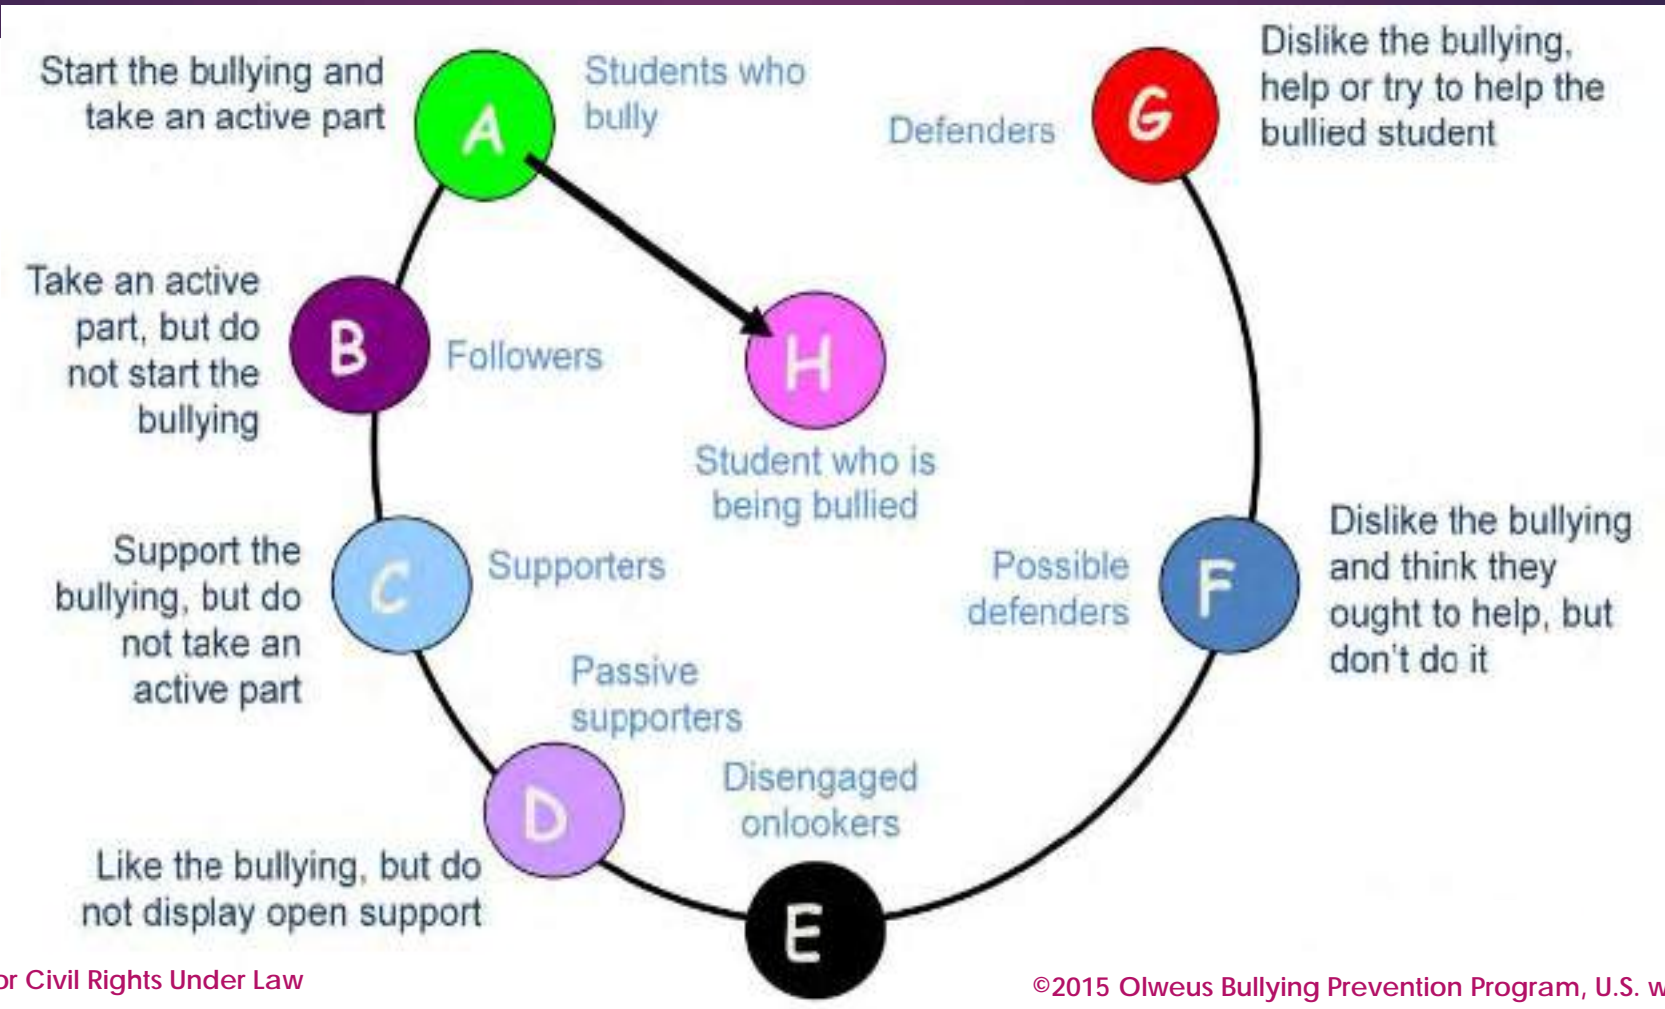 Start the bullying and
take an active part
A
Students who
bully
Defenders
G
Dislike the bullying,
help or try to help the
bullied student
Take an active
part, but do
not start the
bullying
B
Followers
H
Student who is
being bullied
Support the
bullying, but do
not take an
active part
C
Supporters
Possible
defenders
F
Dislike the bullying
and think they
ought to help, but
don't do it
Passive
supporters
D
Like the bullying, but do
not display open support
Disengaged
onlookers
E
or Civil Rights Under Law
©2015 Olweus Bullying Prevention Program, U.S. w